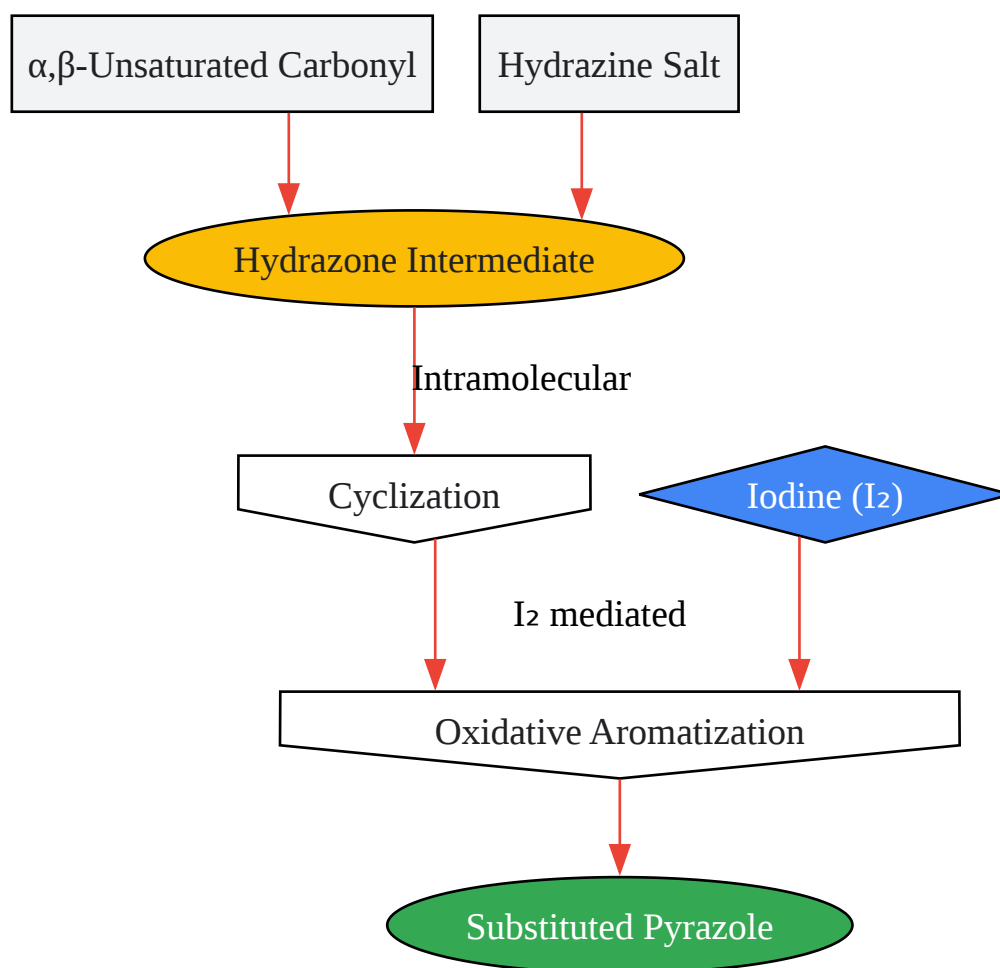 α,β-Unsaturated Carbonyl
Hydrazine Salt
Hydrazone Intermediate
Intramolecular
Cyclization
Iodine (I₂)
I₂ mediated
Oxidative Aromatization
Substituted Pyrazole